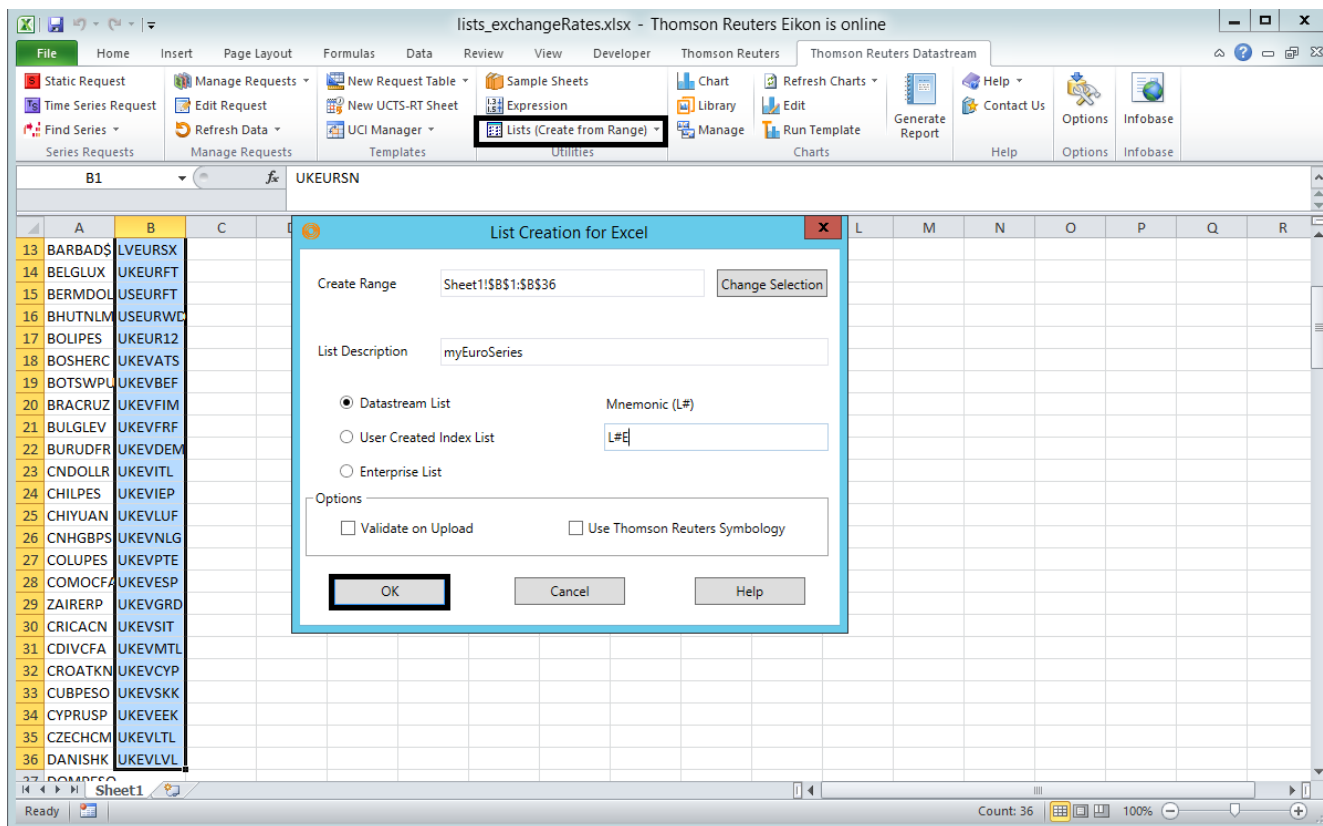 lists_exchangeRates.xlsx - Thomson Reuters Eikon is online
File Home Insert Page Layout Formulas Data Review View Developer Thomson Reuters Thomson Reuters Datastream
Static Request Manage Requests New Request Table Sample Sheets Chart Refresh Charts Help
Time Series Request Edit Request New UCTS-RT Sheet Expression Library Edit Generate Report Contact Us Options Infobase
Find Series Refresh Data UCI Manager Lists (Create from Range) Manage Run Template
Series Requests Manage Requests Templates Utilities Charts Help Options Infobase
B1 fx UKEURSN
A B C L M N O P Q R
13 BARBAD$ LVEURSX
14 BELGLUX UKEURFT
15 BERMDOL USEURFT
16 BHUTNLM USEURWD
17 BOLIPES UKEUR12
18 BOSHERC UKEVATS
19 BOTSWPU UKEVBEF
20 BRACRUZ UKEVFIM
21 BULGLEV UKEVFRF
22 BURUDFR UKEVDEM
23 CNDOLLR UKEVITL
24 CHILPES UKEVIEP
25 CHIYUAN UKEVLUF
26 CNHGBPS UKEVNLG
27 COLUPES UKEVPTE
28 COMOCFA UKEVESP
29 ZAIRERP UKEVGRD
30 CRICACN UKEVSIT
31 CDIVCFA UKEVMTL
32 CROATKN UKEVCYP
33 CUBPESO UKEVSKK
34 CYPRUSP UKEVEEK
35 CZECHCM UKEVLTL
36 DANISHK UKEVLVL
List Creation for Excel
Create Range Sheet1!$B$1:$B$36 Change Selection
List Description myEuroSeries
Datastream List Mnemonic (L#)
User Created Index List L#E
Enterprise List
Options
Validate on Upload Use Thomson Reuters Symbology
OK Cancel Help
Sheet1
Ready Count: 36 100%